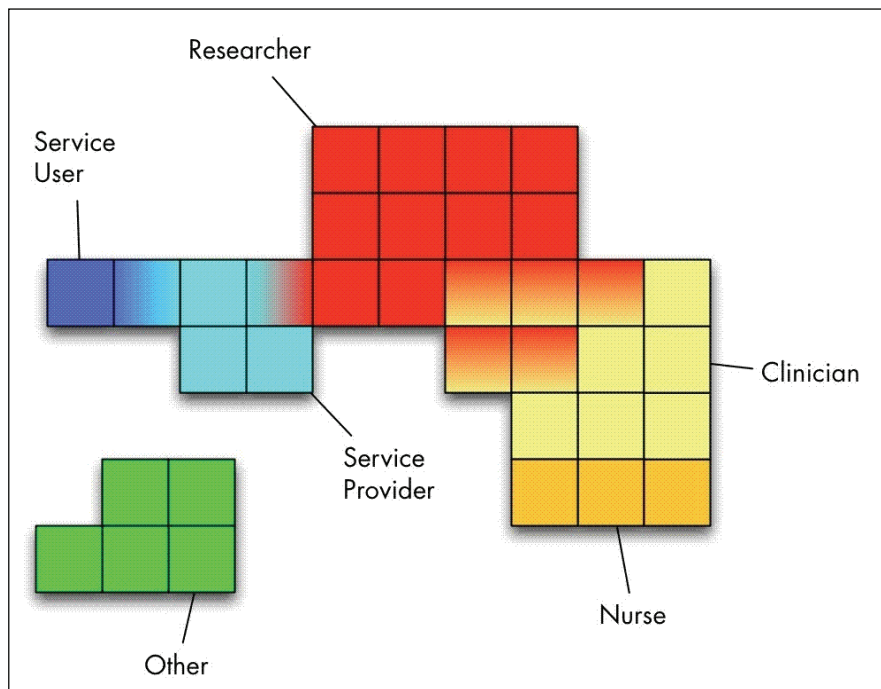 Researcher
Service
User
Clinician
Service
Provider
Nurse
Other